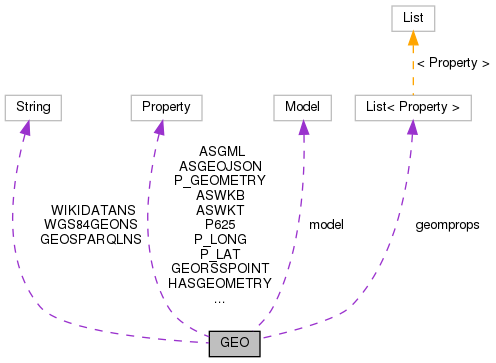 List
< Property >
String
Property
Model
List< Property >
ASGML
ASGEOJSON
P_GEOMETRY
ASWKB
ASWKT
P625
P_LONG
P_LAT
GEORSSPOINT
HASGEOMETRY
...
WIKIDATANS
WGS84GEONS
GEOSPARQLNS
model
geomprops
GEO